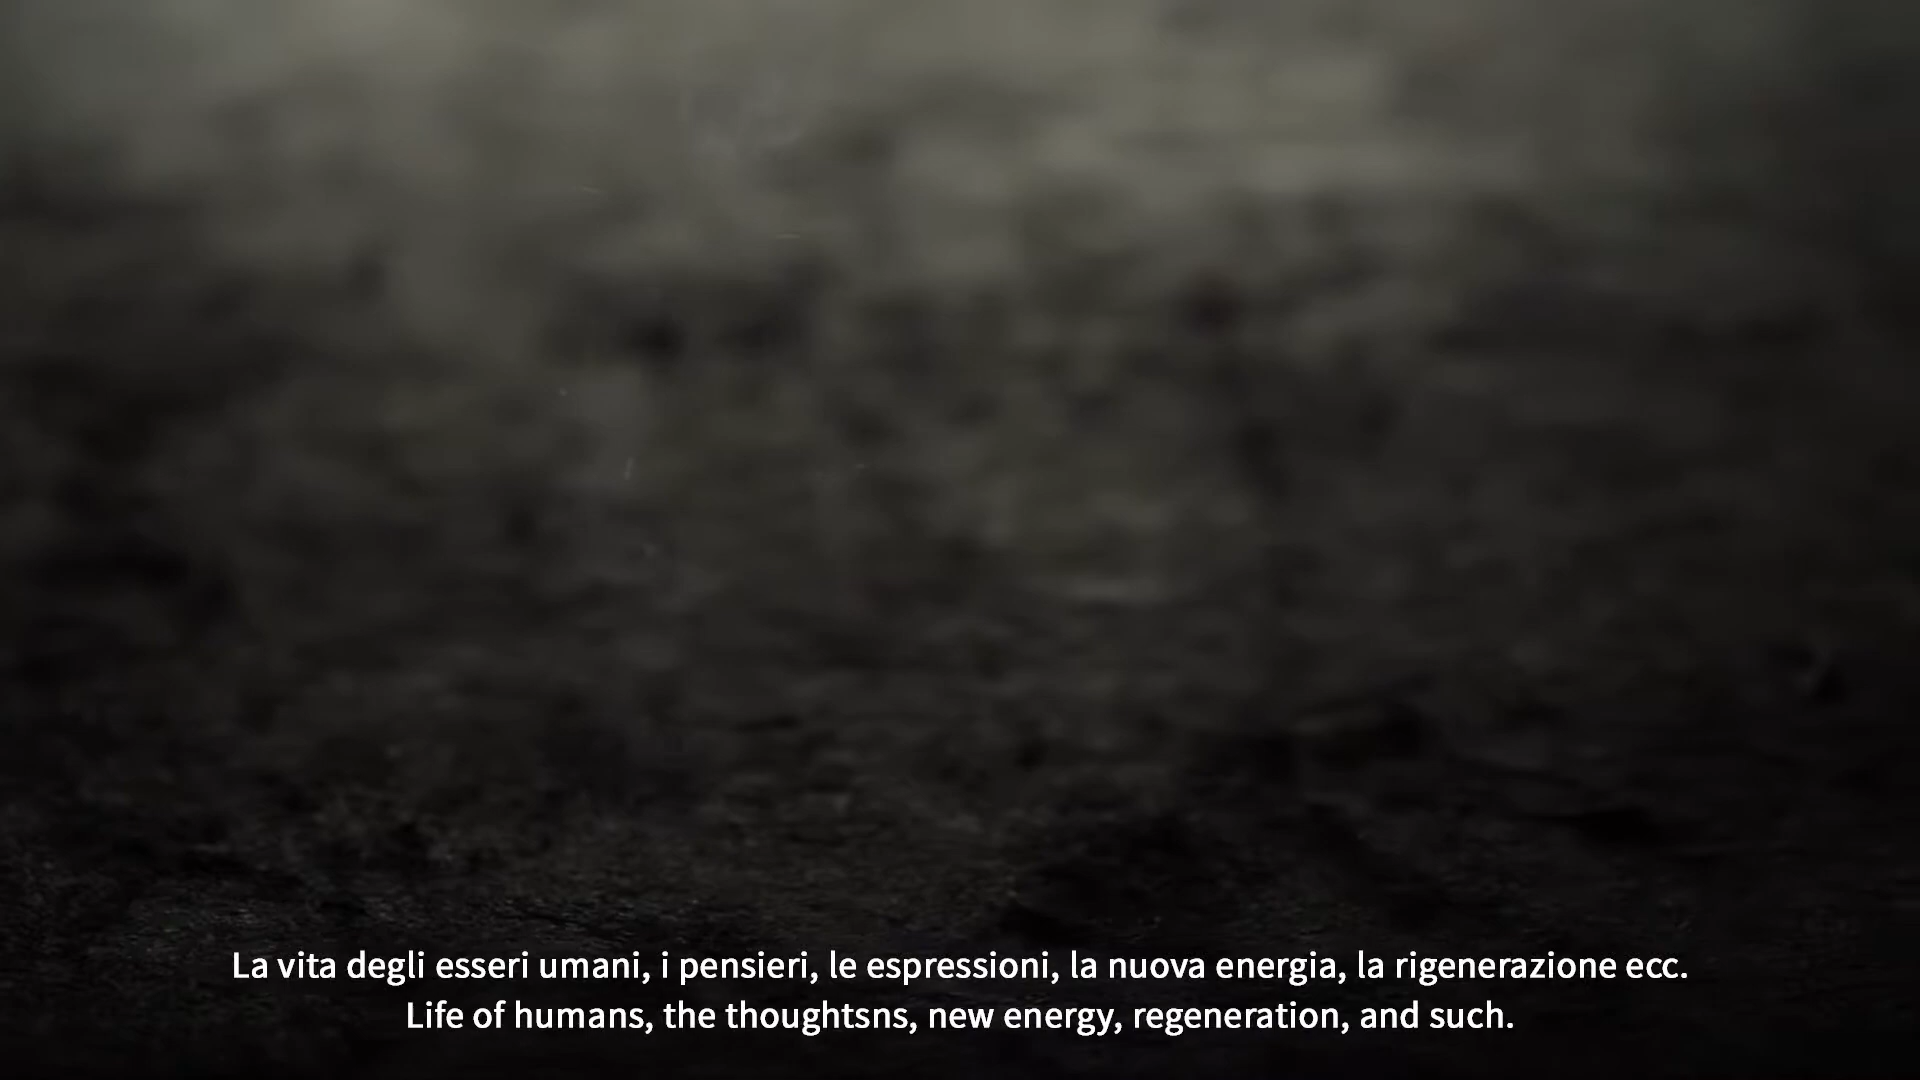 La vita degli esseri umani, i pensieri, le espressioni, la nuova energia, la rigenerazione ecc.
Life of humans, the thoughtsns, new energy, regeneration, and such.